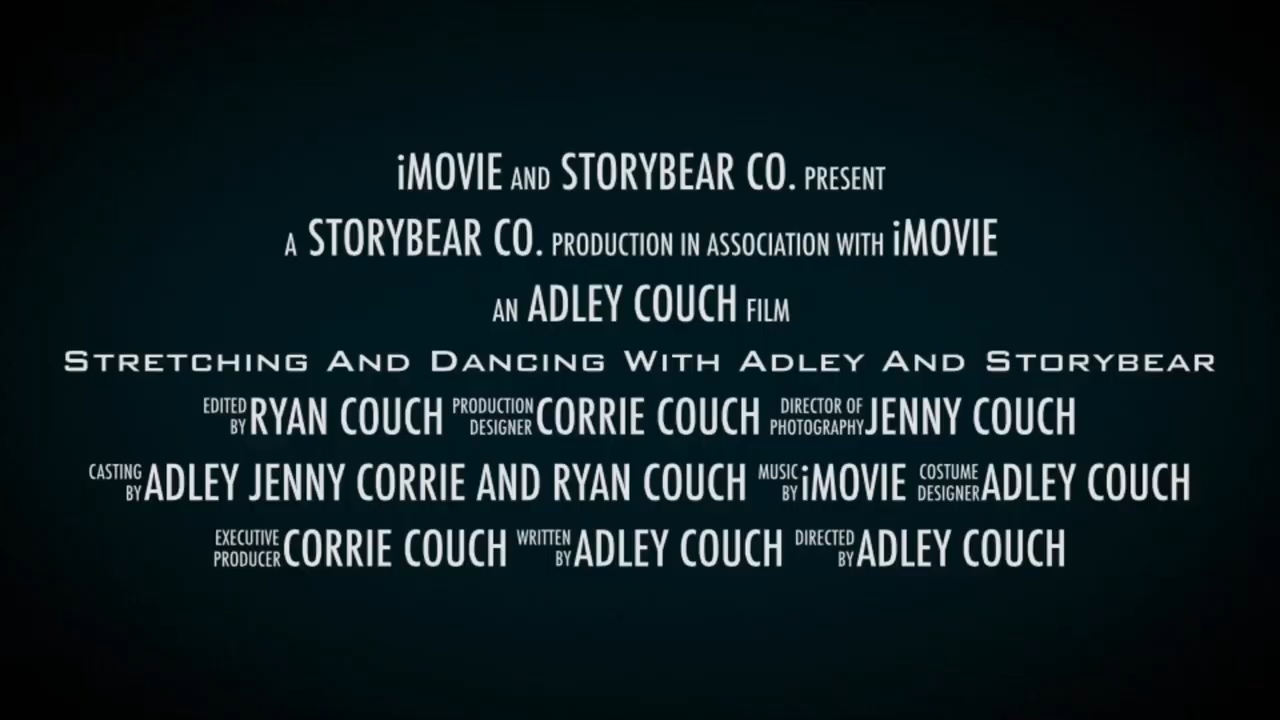 iMOVIE AND STORYBEAR CO. PRESENT
A STORYBEAR CO. PRODUCTION IN ASSOCIATION WITH iMOVIE
AN ADLEY COUCH FILM
STRETCHING AND DANCING WITH ADLEY AND STORYBEAR
EDITED BY RYAN COUCH PRODUCTION DESIGNER CORRIE COUCH DIRECTOR OF PHOTOGRAPHY JENNY COUCH
CASTING BY ADLEY JENNY CORRIE AND RYAN COUCH MUSIC BY iMOVIE COSTUME DESIGNER ADLEY COUCH
EXECUTIVE PRODUCER CORRIE COUCH WRITTEN BY ADLEY COUCH DIRECTED BY ADLEY COUCH